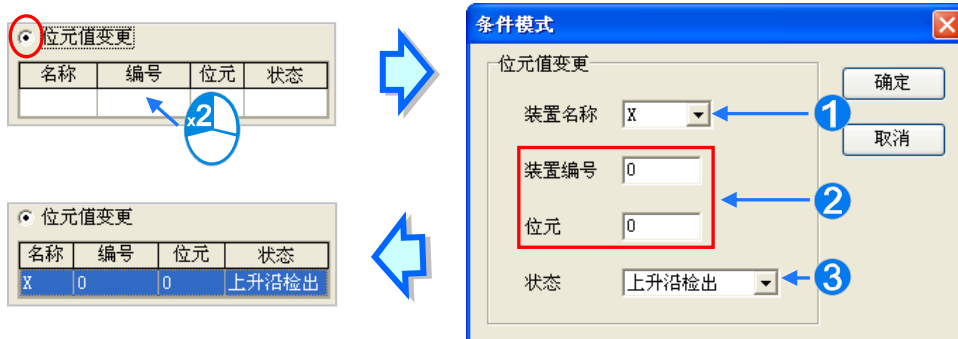 位元值变更
名称 编号 位元 状态
x2
条件模式
位元值变更
装置名称 X
1
装置编号 0
2
位元 0
状态 上升沿检出
3
确定
取消
位元值变更
名称 编号 位元 状态
X 0 0 上升沿检出